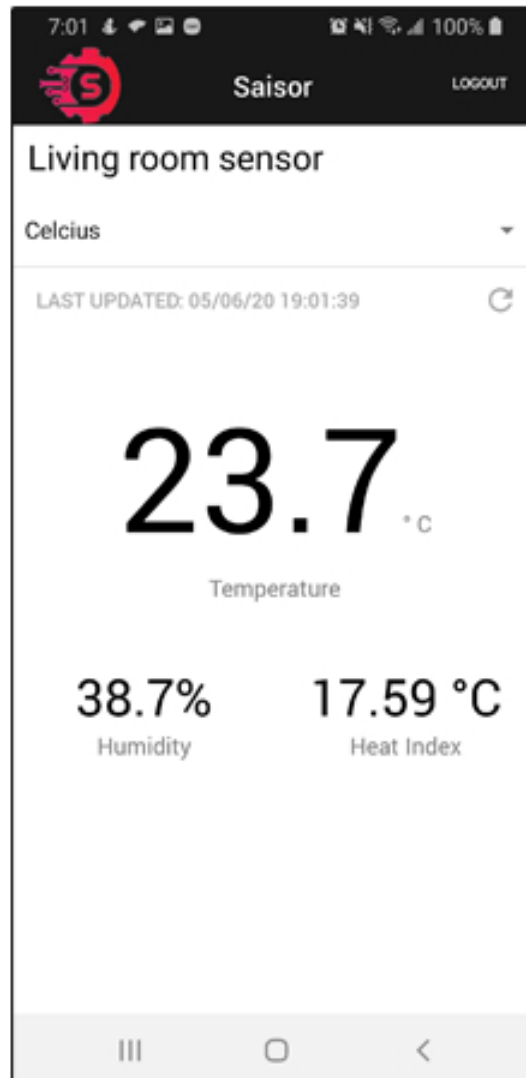 7:01
100%
S
Saisor
LOGOUT
Living room sensor
Celcius
LAST UPDATED: 05/06/20 19:01:39
23.7 ° C
Temperature
38.7% 17.59 °C
Humidity Heat Index